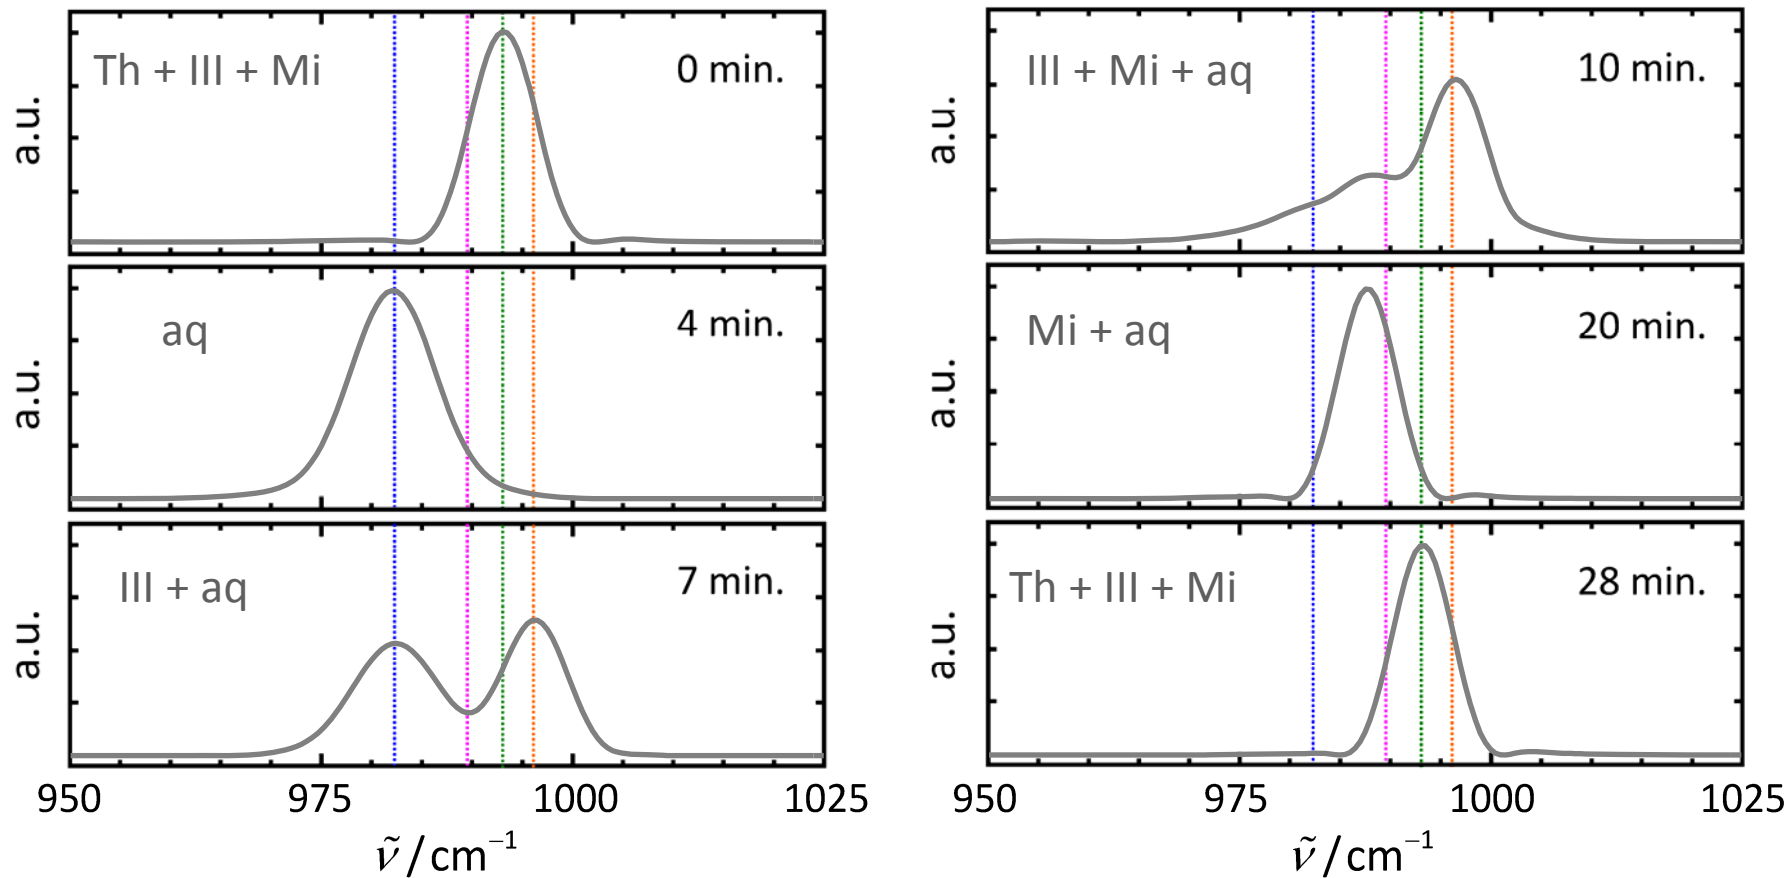 Th + III + Mi
0 min.
a.u.
aq
4 min.
a.u.
III + aq
7 min.
a.u.
950
975
1000
1025
ν̃ / cm⁻¹
III + Mi + aq
10 min.
a.u.
Mi + aq
20 min.
a.u.
Th + III + Mi
28 min.
a.u.
950
975
1000
1025
ν̃ / cm⁻¹